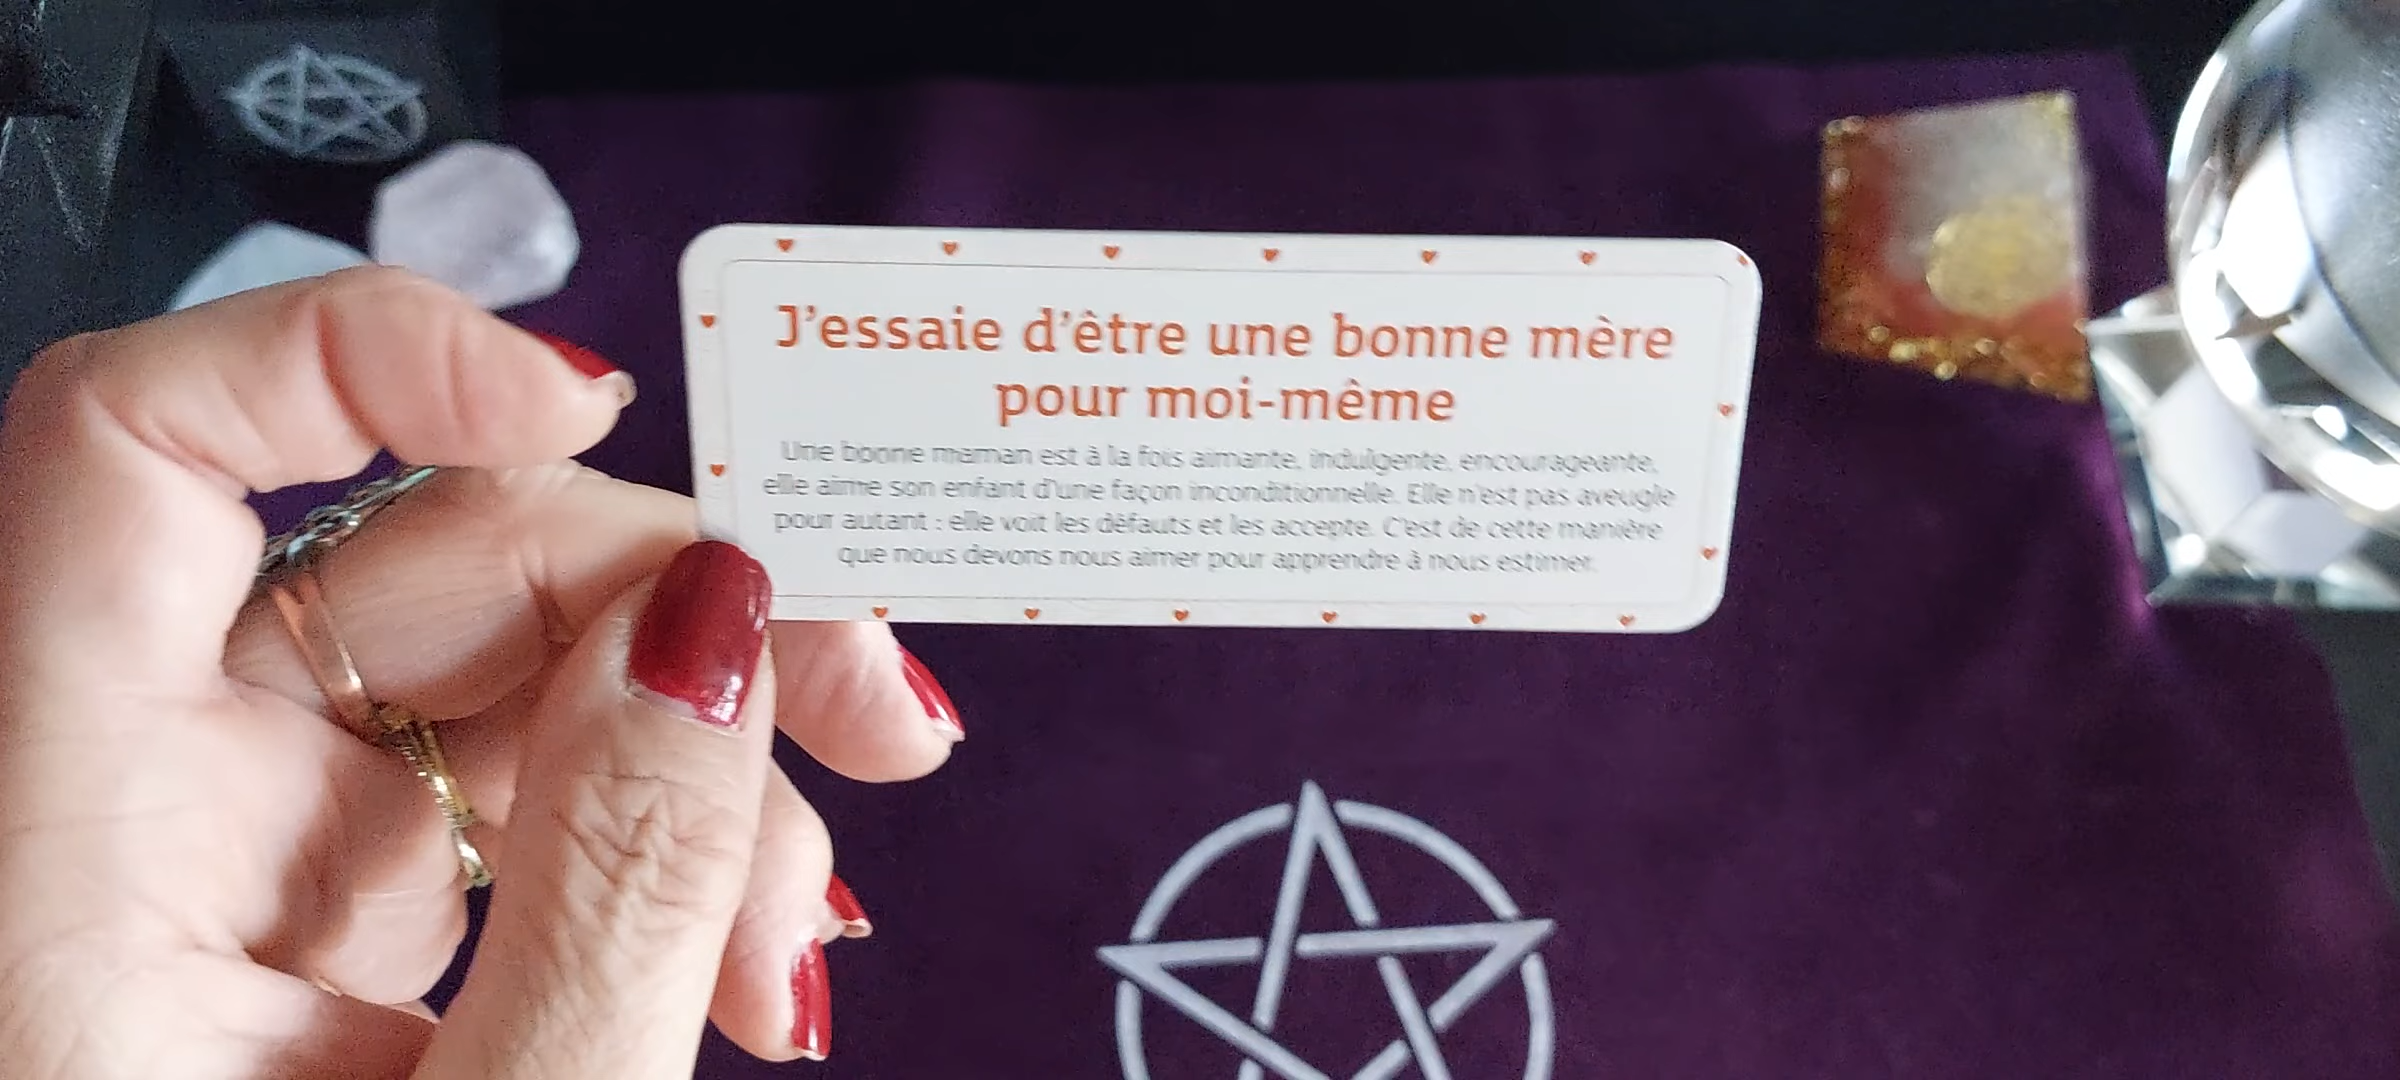 J'essaie d'être une bonne mère
pour moi-même
Une bonne maman est à la fois aimante, indulgente, encourageante,
elle aime son enfant d'une façon inconditionnelle. Elle n'est pas aveugle
pour autant : elle voit les défauts et les accepte. C'est de cette manière
que nous devons nous aimer pour apprendre à nous estimer.